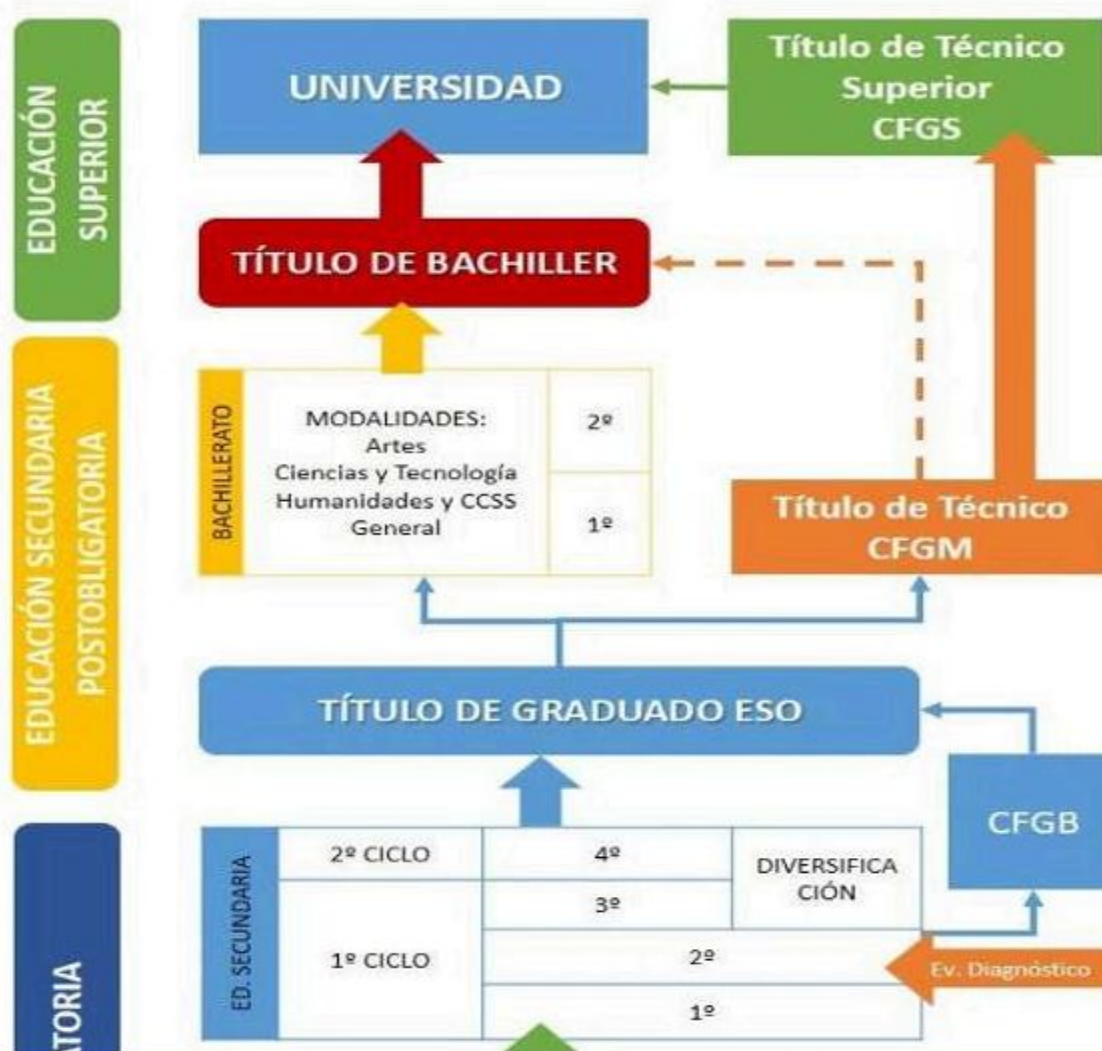 EDUCACIÓN
SUPERIOR
UNIVERSIDAD
Título de Técnico
Superior
CFGS
TÍTULO DE BACHILLER
EDUCACIÓN SECUNDARIA
POSTOBLIGATORIA
BACHILLERATO
MODALIDADES:
Artes
Ciencias y Tecnología
Humanidades y CCSS
General
2º
1º
Título de Técnico
CFGM
TÍTULO DE GRADUADO ESO
CFGB
ED. SECUNDARIA
2º CICLO
4º
DIVERSIFICA
CIÓN
3º
1º CICLO
2º
Ev. Diagnóstico
1º
ATORIA